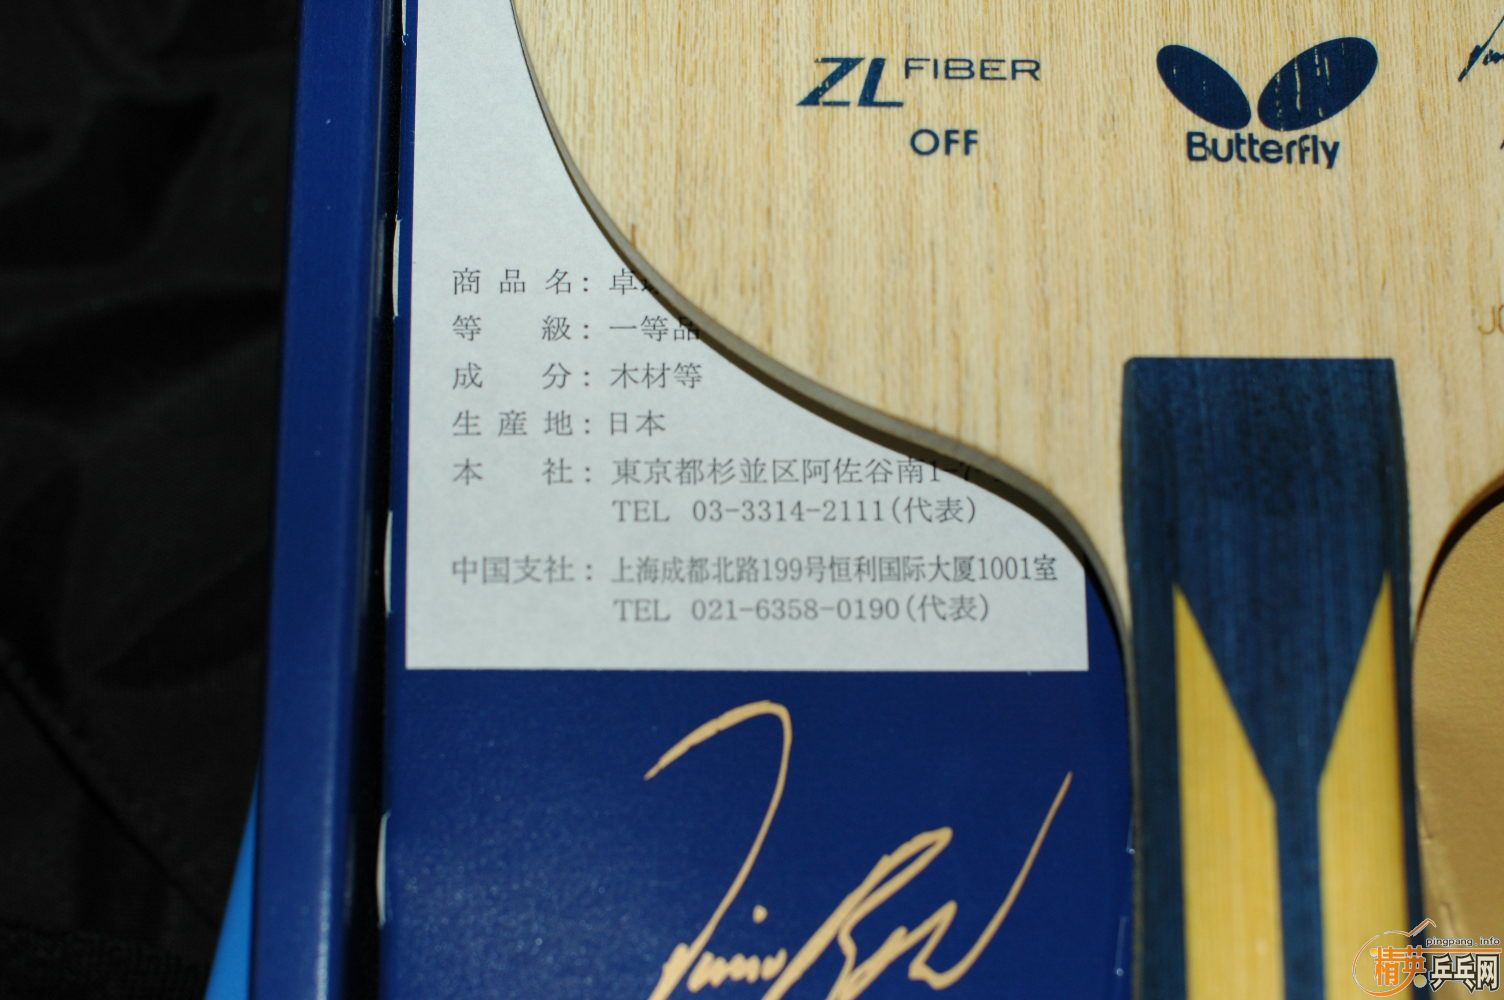 ZL FIBER
OFF
Butterfly
商品名：卓
等級：一等品
成分：木材等
生産地：日本
本社：東京都杉並区阿佐谷南1-7
TEL 03-3314-2111(代表)
中国支社：上海成都北路199号恒利国际大厦1001室
TEL 021-6358-0190(代表)
pingpang.info
精英乒乓网